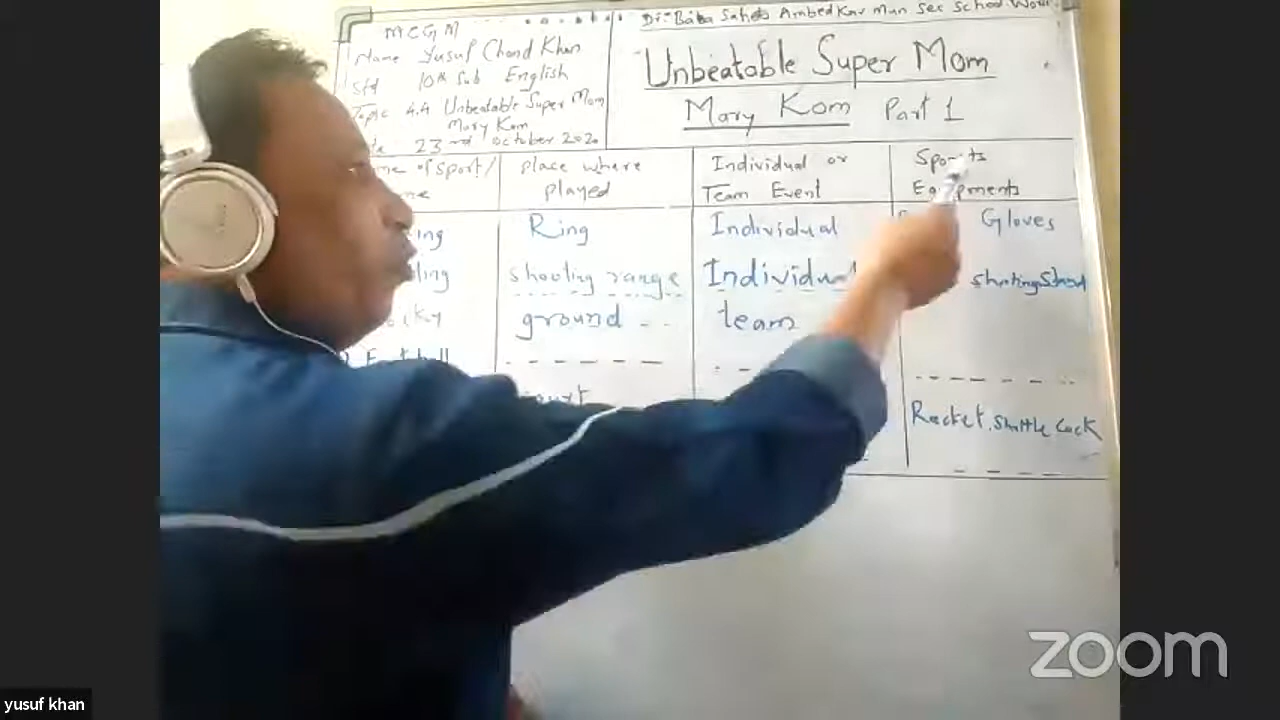 MCGM
Name Yusuf Chand Khan
Std 10th Sub English
Topic 4.4 Unbeatable Super Mom
Mary Kom
23rd October 2020
Dr. Baba Saheb Ambedkar Mun Sec School
Unbeatable Super Mom
Mary Kom Part 1
of sport/
place where played
Individual or Team Event
Sports Equipments
Ring
Individual
Gloves
shooting range
Individual
shooting
ground
team
Racket, Shuttle Cock
zoom
yusuf khan